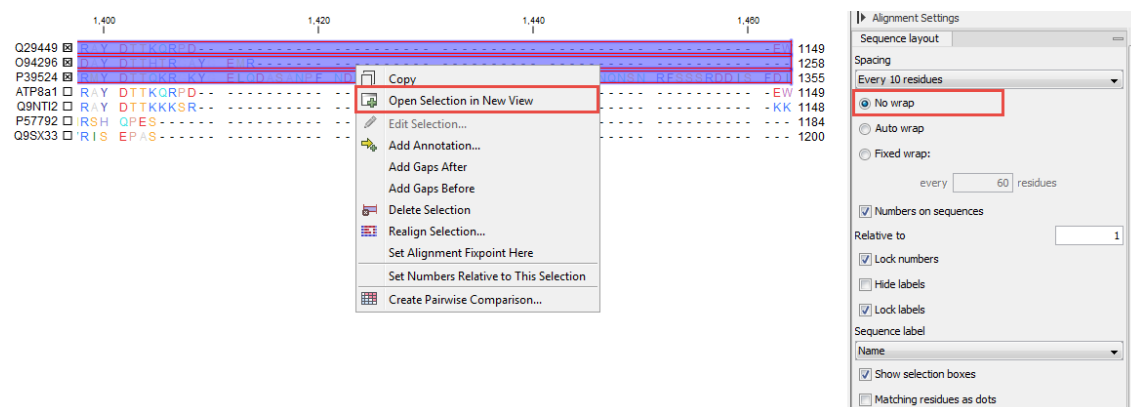 1,400 1,420 1,440 1,460
Q29449 RAY DTTKQRPD-- ---------- ---------- ---------- ---------- -EW 1149
O94296 1258
P39524 1355
ATP8a1 RAY DTTKQRPD-- -EW 1149
Q9NTI2 RAY DTTKKKSR-- -KK 1148
P57792 RSH QPES------ --- 1184
Q9SX33 RIS EPAS------ --- 1200
Copy
Open Selection in New View
Edit Selection...
Add Annotation...
Add Gaps After
Add Gaps Before
Delete Selection
Realign Selection...
Set Alignment Fixpoint Here
Set Numbers Relative to This Selection
Create Pairwise Comparison...
Alignment Settings
Sequence layout
Spacing
Every 10 residues
No wrap
Auto wrap
Fixed wrap:
every 60 residues
Numbers on sequences
Relative to 1
Lock numbers
Hide labels
Lock labels
Sequence label
Name
Show selection boxes
Matching residues as dots